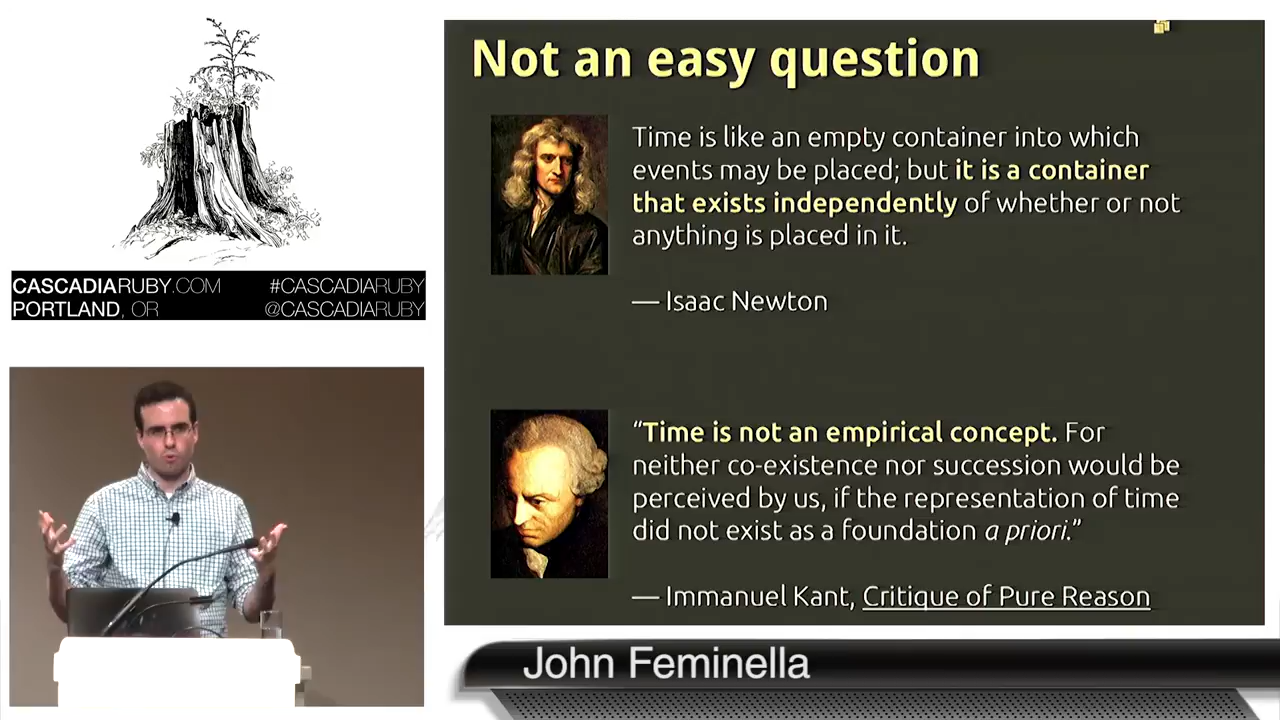 CASCADIARUBY.COM #CASCADIARUBY
PORTLAND, OR @CASCADIARUBY
Not an easy question
Time is like an empty container into which
events may be placed; but it is a container
that exists independently of whether or not
anything is placed in it.
— Isaac Newton
“Time is not an empirical concept. For
neither co-existence nor succession would be
perceived by us, if the representation of time
did not exist as a foundation a priori.”
— Immanuel Kant, Critique of Pure Reason
John Feminella